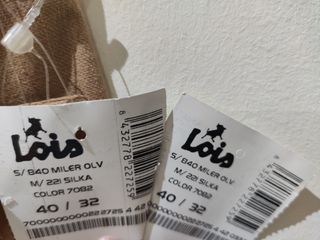 Lois
S/ 840 MILER OLV
M/ 221 SILKA
COLOR 7082
40 / 32
Lois
S/ 840 MILER OLV
M/ 221 SILKA
COLOR 7082
40 / 32